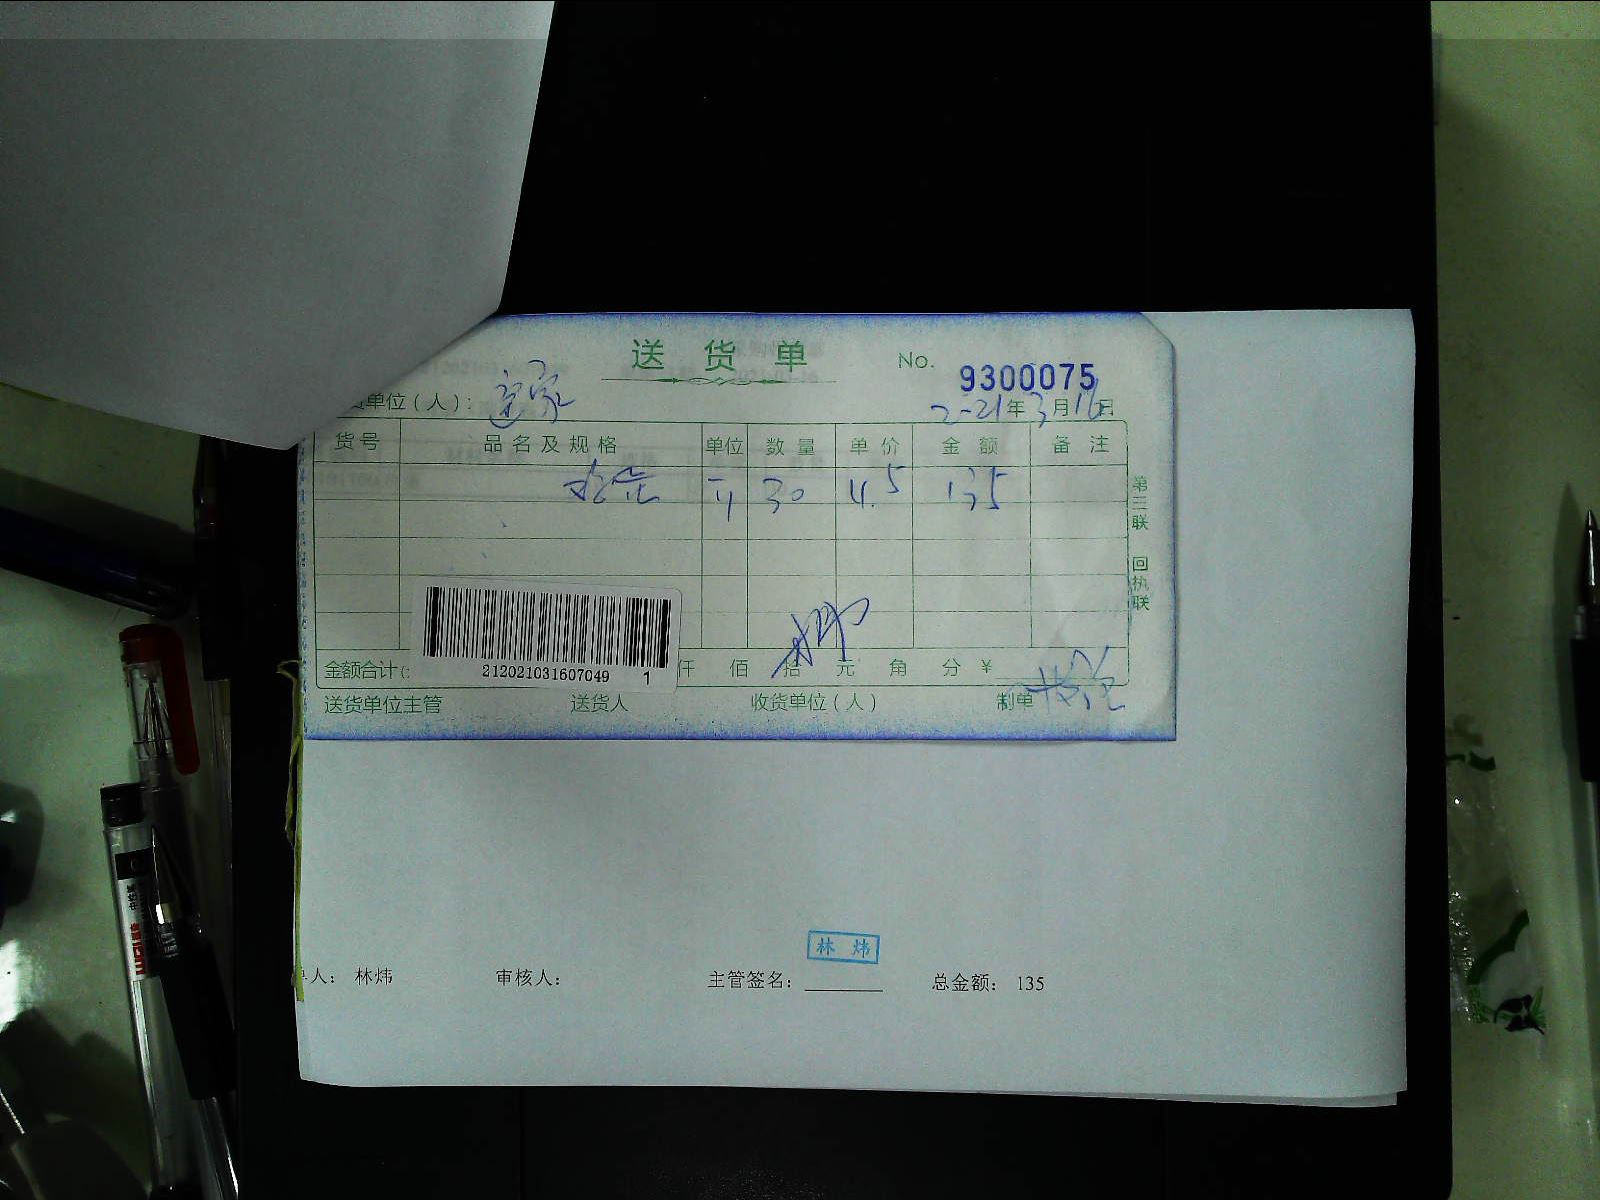 送货单 No. 9300075
货单位（人）：
2021年3月16日
货号 品名及规格 单位 数量 单价 金额 备注
斤 30 4.5 135
第三联 回执联
金额合计（ 仟 佰 拾 元 角 分 ¥
212021031607049 1
送货单位主管 送货人 收货单位（人） 制单
林炜
人： 林炜 审核人： 主管签名： 总金额： 135